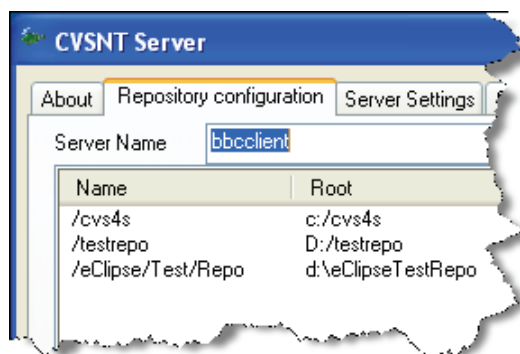 CVSNT Server
About Repository configuration Server Settings
Server Name bbcclient
Name Root
/cvs4s c:/cvs4s
/testrepo D:/testrepo
/eClipse/Test/Repo d:\eClipseTestRepo